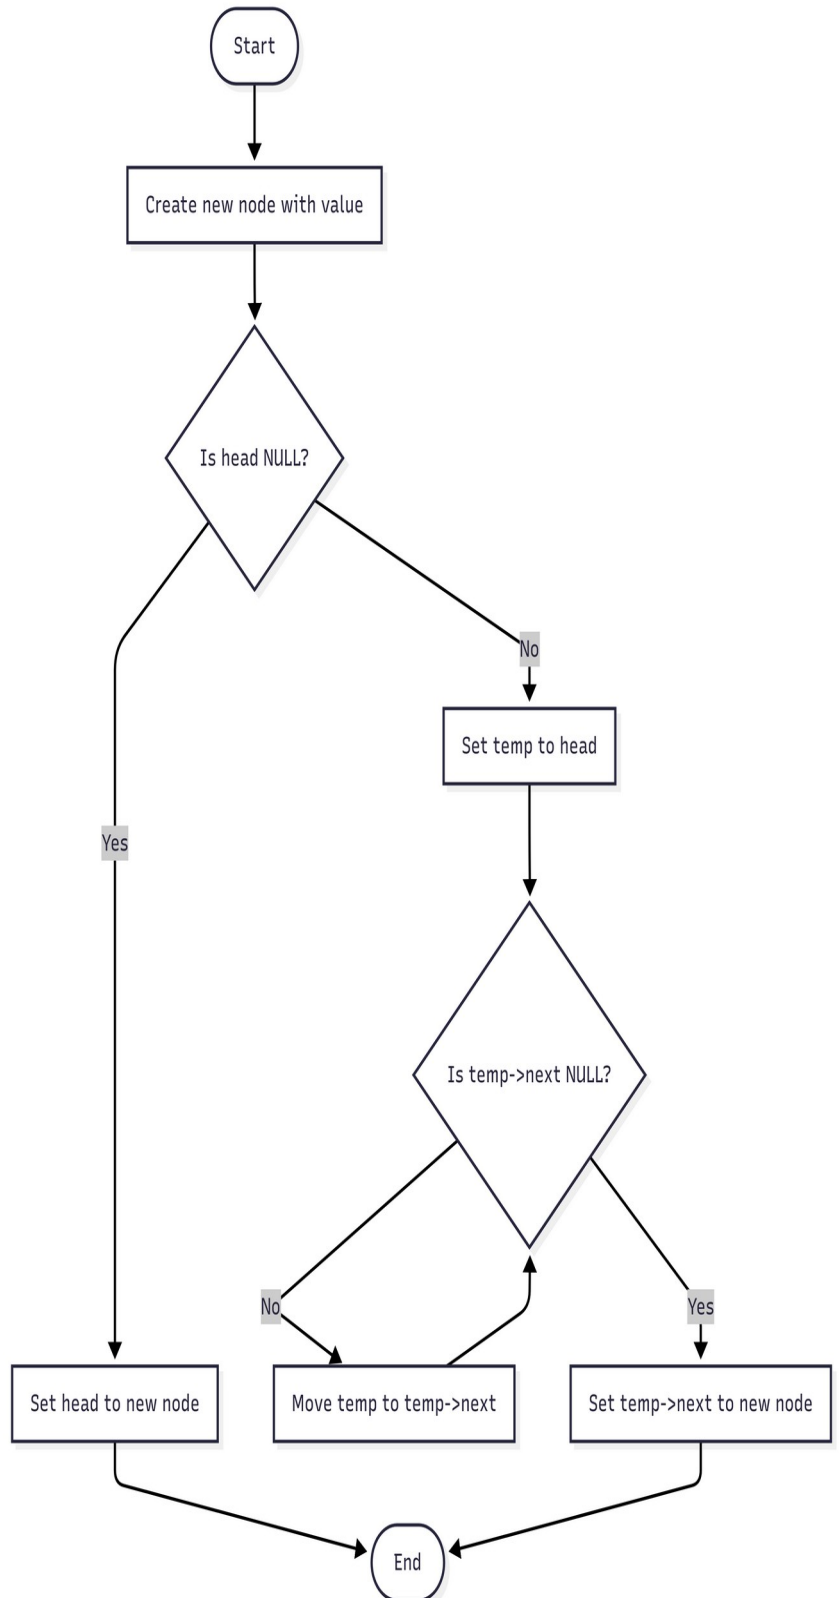 Start
Create new node with value
Is head NULL?
No
Set temp to head
Yes
Is temp->next NULL?
No
Yes
Set head to new node
Move temp to temp->next
Set temp->next to new node
End